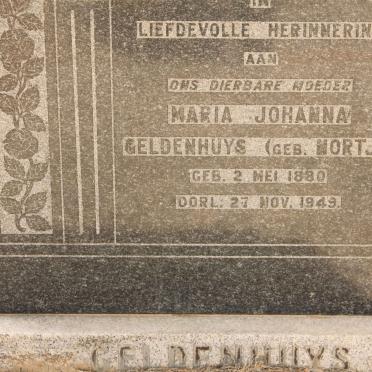 IN
LIEFDEVOLLE HERINNERIN
AAN
ONS DIERBARE MOEDER
MARIA JOHANNA
GELDENHUYS (GEB. MORTJ
GEB. 2 MEI 1880
OORL. 27 NOV. 1949.
GELDENHUYS